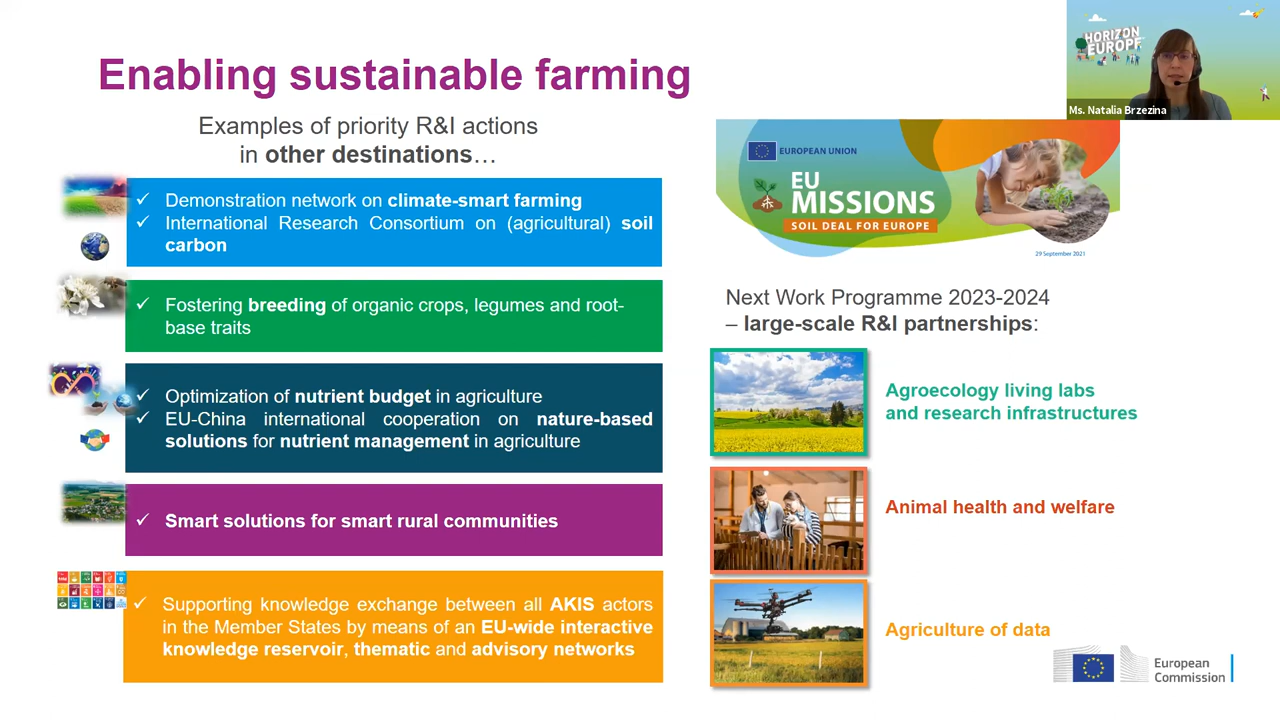 Enabling sustainable farming
Examples of priority R&I actions
in other destinations…
✓ Demonstration network on climate-smart farming
✓ International Research Consortium on (agricultural) soil
carbon
✓ Fostering breeding of organic crops, legumes and root-
base traits
✓ Optimization of nutrient budget in agriculture
✓ EU-China international cooperation on nature-based
solutions for nutrient management in agriculture
✓ Smart solutions for smart rural communities
✓ Supporting knowledge exchange between all AKIS actors
in the Member States by means of an EU-wide interactive
knowledge reservoir, thematic and advisory networks
HORIZON
EUROPE
Ms. Natalia Brzezina
EUROPEAN UNION
EU
MISSIONS
SOIL DEAL FOR EUROPE
29 September 2021
Next Work Programme 2023-2024
– large-scale R&I partnerships:
Agroecology living labs
and research infrastructures
Animal health and welfare
Agriculture of data
European
Commission